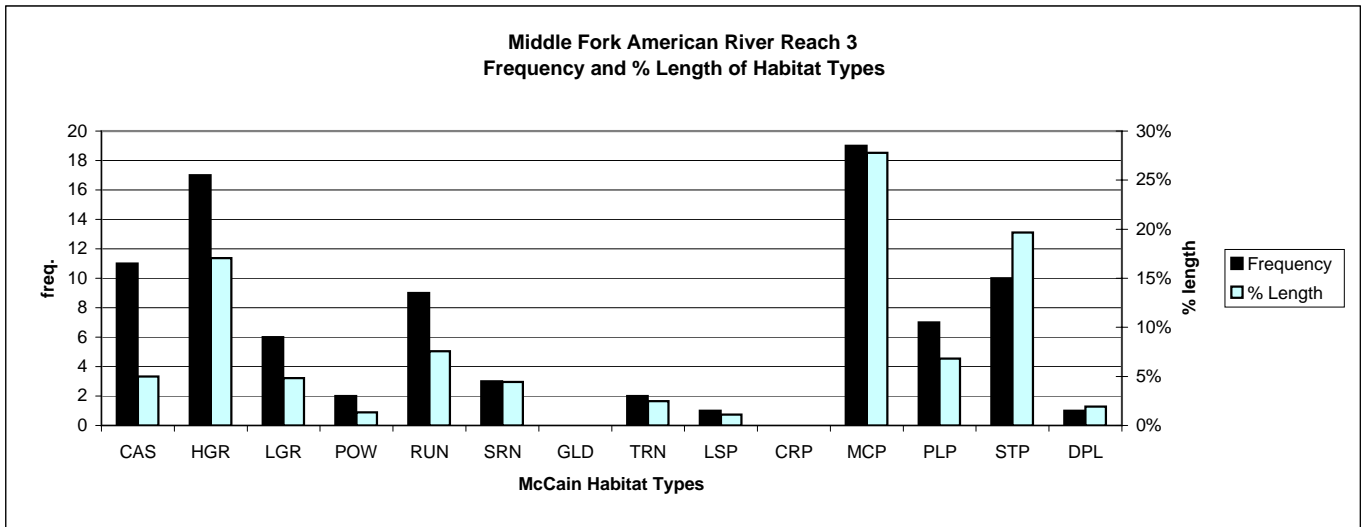 Middle Fork American River Reach 3
Frequency and % Length of Habitat Types
freq.
20
18
16
14
12
10
8
6
4
2
0
30%
25%
20%
15%
10%
5%
0%
% length
CAS HGR LGR POW RUN SRN GLD TRN LSP CRP MCP PLP STP DPL
McCain Habitat Types
Frequency
% Length